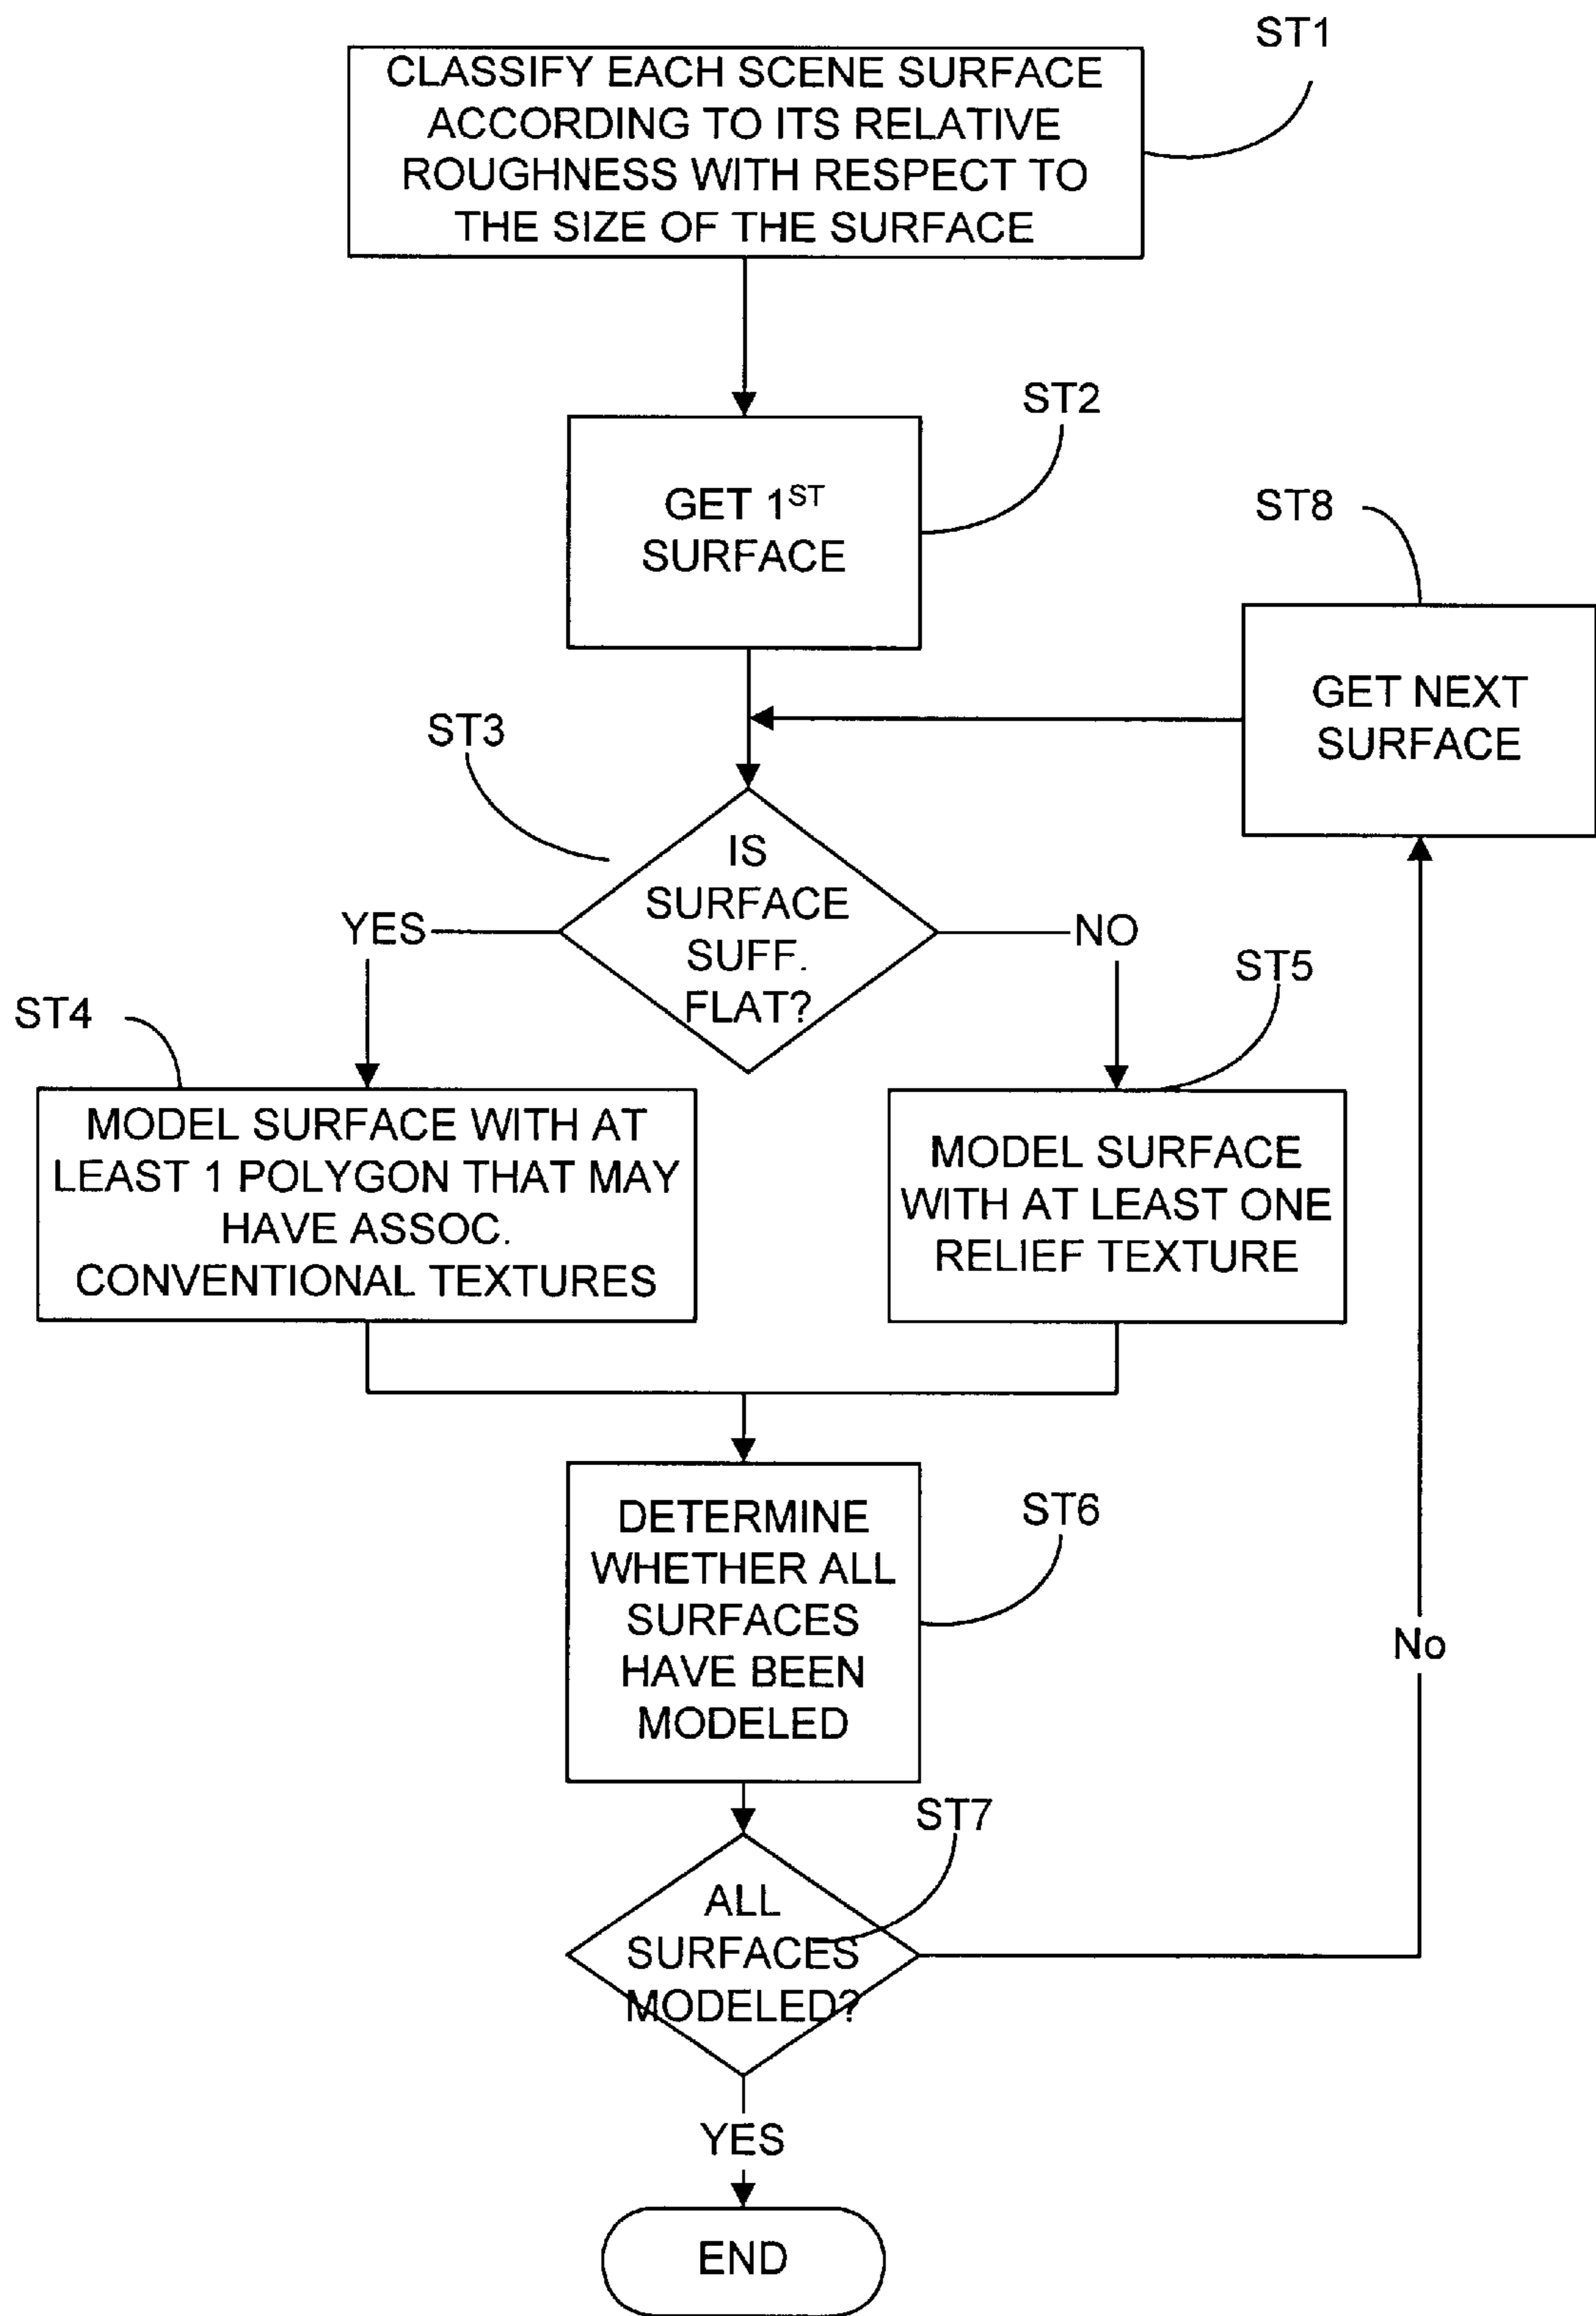 ST1
CLASSIFY EACH SCENE SURFACE
ACCORDING TO ITS RELATIVE
ROUGHNESS WITH RESPECT TO
THE SIZE OF THE SURFACE
ST2
GET 1ST
SURFACE
ST8
GET NEXT
SURFACE
ST3
IS
SURFACE
SUFF.
FLAT?
YES
NO
ST4
MODEL SURFACE WITH AT
LEAST 1 POLYGON THAT MAY
HAVE ASSOC.
CONVENTIONAL TEXTURES
ST5
MODEL SURFACE
WITH AT LEAST ONE
RELIEF TEXTURE
ST6
DETERMINE
WHETHER ALL
SURFACES
HAVE BEEN
MODELED
No
ST7
ALL
SURFACES
MODELED?
YES
END